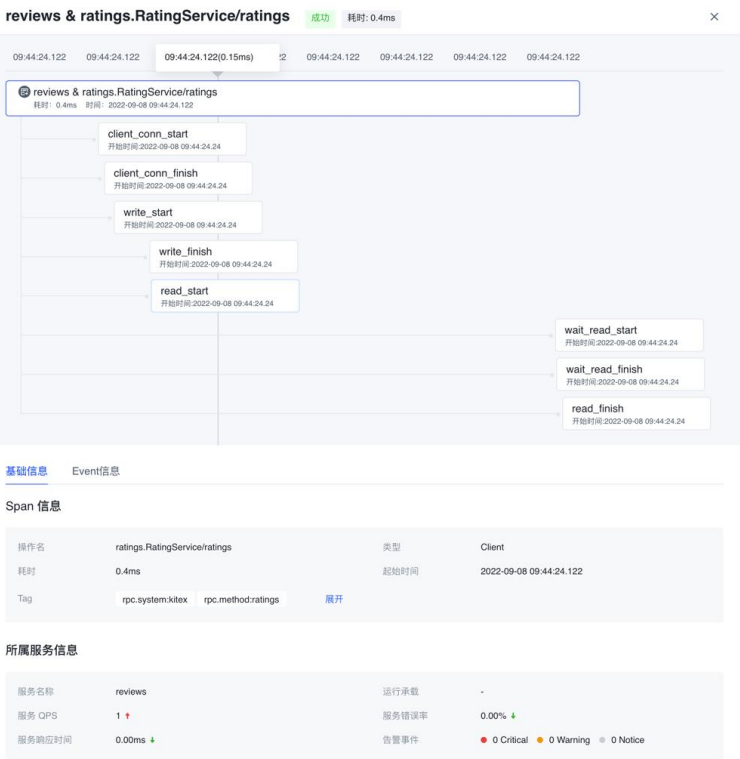 reviews & ratings.RatingService/ratings 成功 耗时: 0.4ms
09:44:24.122 09:44:24.122 09:44:24.122(0.15ms) 22 09:44:24.122 09:44:24.122 09:44:24.122 09:44:24.122
reviews & ratings.RatingService/ratings
耗时: 0.4ms 时间: 2022-09-08 09:44:24.122
client_conn_start
开始时间:2022-09-08 09:44:24.24
client_conn_finish
开始时间:2022-09-08 09:44:24.24
write_start
开始时间:2022-09-08 09:44:24.24
write_finish
开始时间:2022-09-08 09:44:24.24
read_start
开始时间:2022-09-08 09:44:24.24
wait_read_start
开始时间:2022-09-08 09:44:24.24
wait_read_finish
开始时间:2022-09-08 09:44:24.24
read_finish
开始时间:2022-09-08 09:44:24.24
基础信息 Event信息
Span 信息
操作名 ratings.RatingService/ratings 类型 Client
耗时 0.4ms 起始时间 2022-09-08 09:44:24.122
Tag rpc.system:kitex rpc.method:ratings 展开
所属服务信息
服务名称 reviews 运行承载 -
服务 QPS 1 ↑ 服务错误率 0.00% ↓
服务响应时间 0.00ms ↓ 告警事件 0 Critical 0 Warning 0 Notice